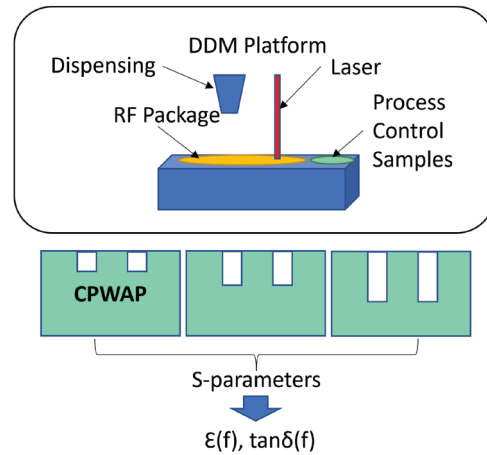 DDM Platform
Dispensing
Laser
RF Package
Process
Control
Samples
CPWAP
S-parameters
Ɛ(f), tanδ(f)